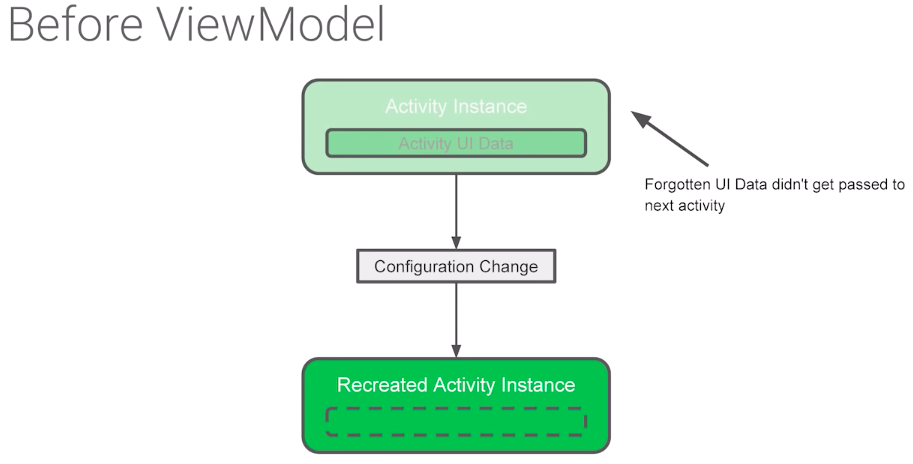 Before ViewModel
Activity Instance
Activity UI Data
Forgotten UI Data didn't get passed to
next activity
Configuration Change
Recreated Activity Instance